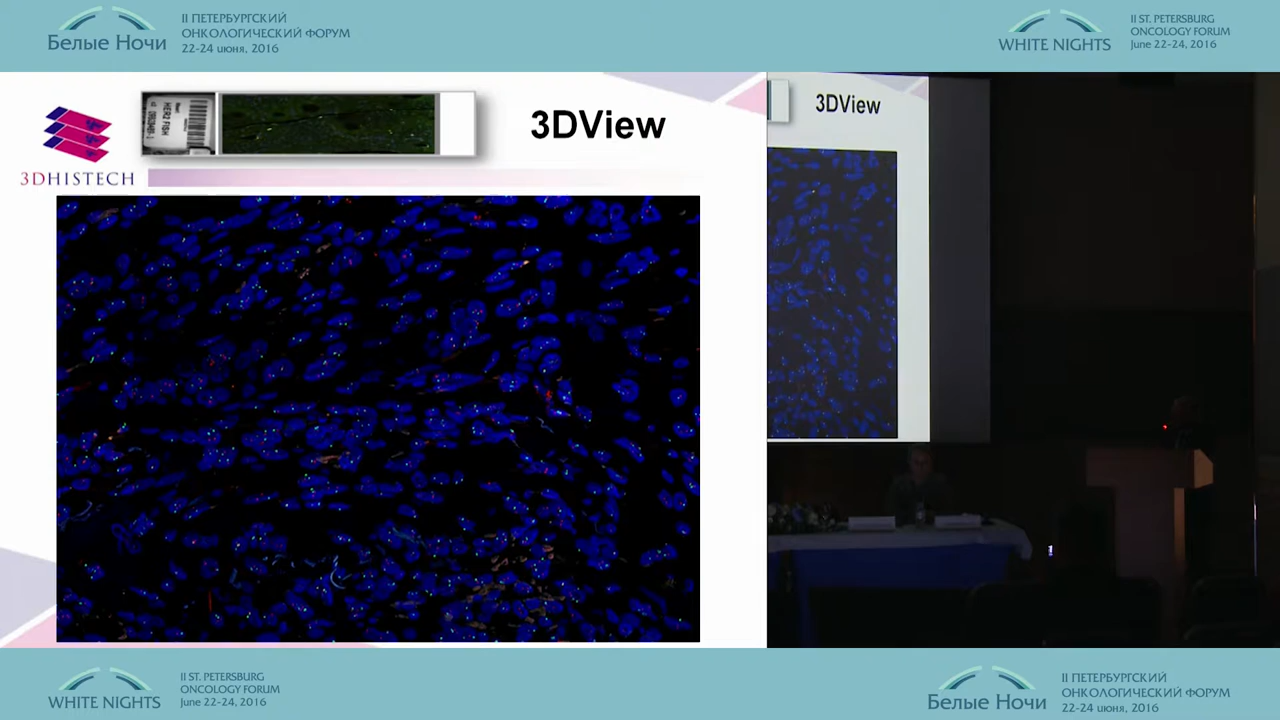 Белые Ночи
II ПЕТЕРБУРГСКИЙ
ОНКОЛОГИЧЕСКИЙ ФОРУМ
22-24 июня, 2016
WHITE NIGHTS
II ST. PETERSBURG
ONCOLOGY FORUM
June 22-24, 2016
HER2 FISH
3DView
3DHISTECH
3DView
WHITE NIGHTS
II ST. PETERSBURG
ONCOLOGY FORUM
June 22-24, 2016
Белые Ночи
II ПЕТЕРБУРГСКИЙ
ОНКОЛОГИЧЕСКИЙ ФОРУМ
22-24 июня, 2016